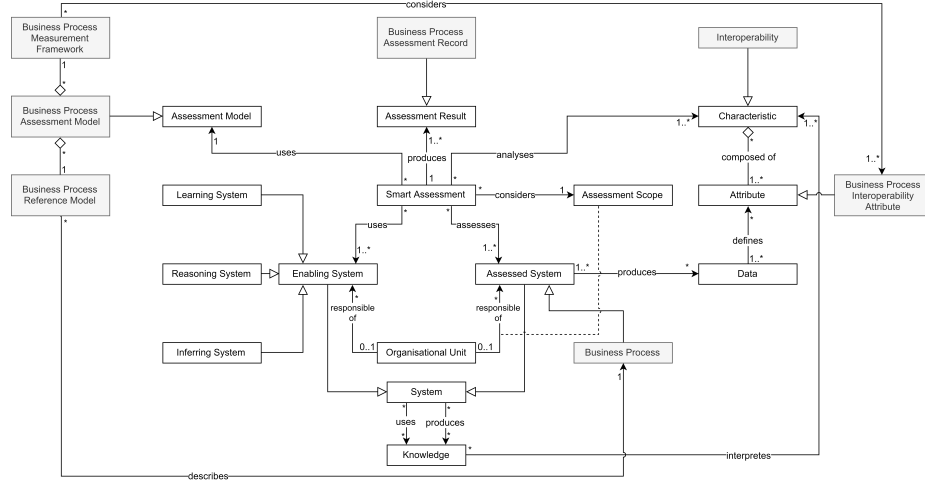 considers
Business Process
Measurement
Framework
*
Business Process
Assessment Record
Interoperability
1
*
Business Process
Assessment Model
Assessment Model
Assessment Result
Characteristic
1
1..*
1..*
1..*
*
*
uses
produces
analyses
composed of
1..*
1
Business Process
Reference Model
*
1
*
Learning System
Smart Assessment
*
considers
1
Assessment Scope
Attribute
1..*
Business Process
Interoperability
Attribute
*
*
*
uses
assesses
*
defines
1..*
1..*
1..*
Reasoning System
Enabling System
Assessed System
1..*
produces
*
Data
*
responsible
of
*
responsible
of
Inferring System
0..1
Organisational Unit
0..1
Business Process
1
System
*
*
uses
produces
*
*
Knowledge
*
interpretes
describes